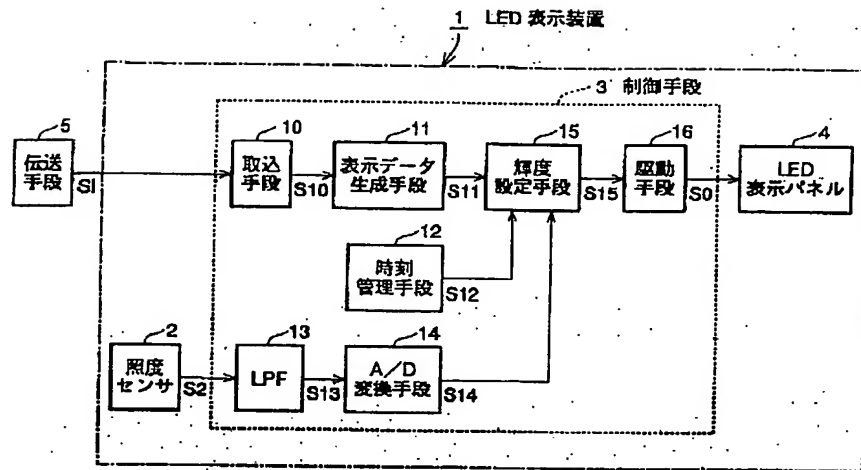 1 LED 表示装置
3 制御手段
5
伝送
手段
SI
10
取込
手段
S10
11
表示データ
生成手段
S11
15
輝度
設定手段
S15
16
駆動
手段
SO
4
LED
表示パネル
12
時刻
管理手段
S12
2
照度
センサ
S2
13
LPF
S13
14
A/D
変換手段
S14